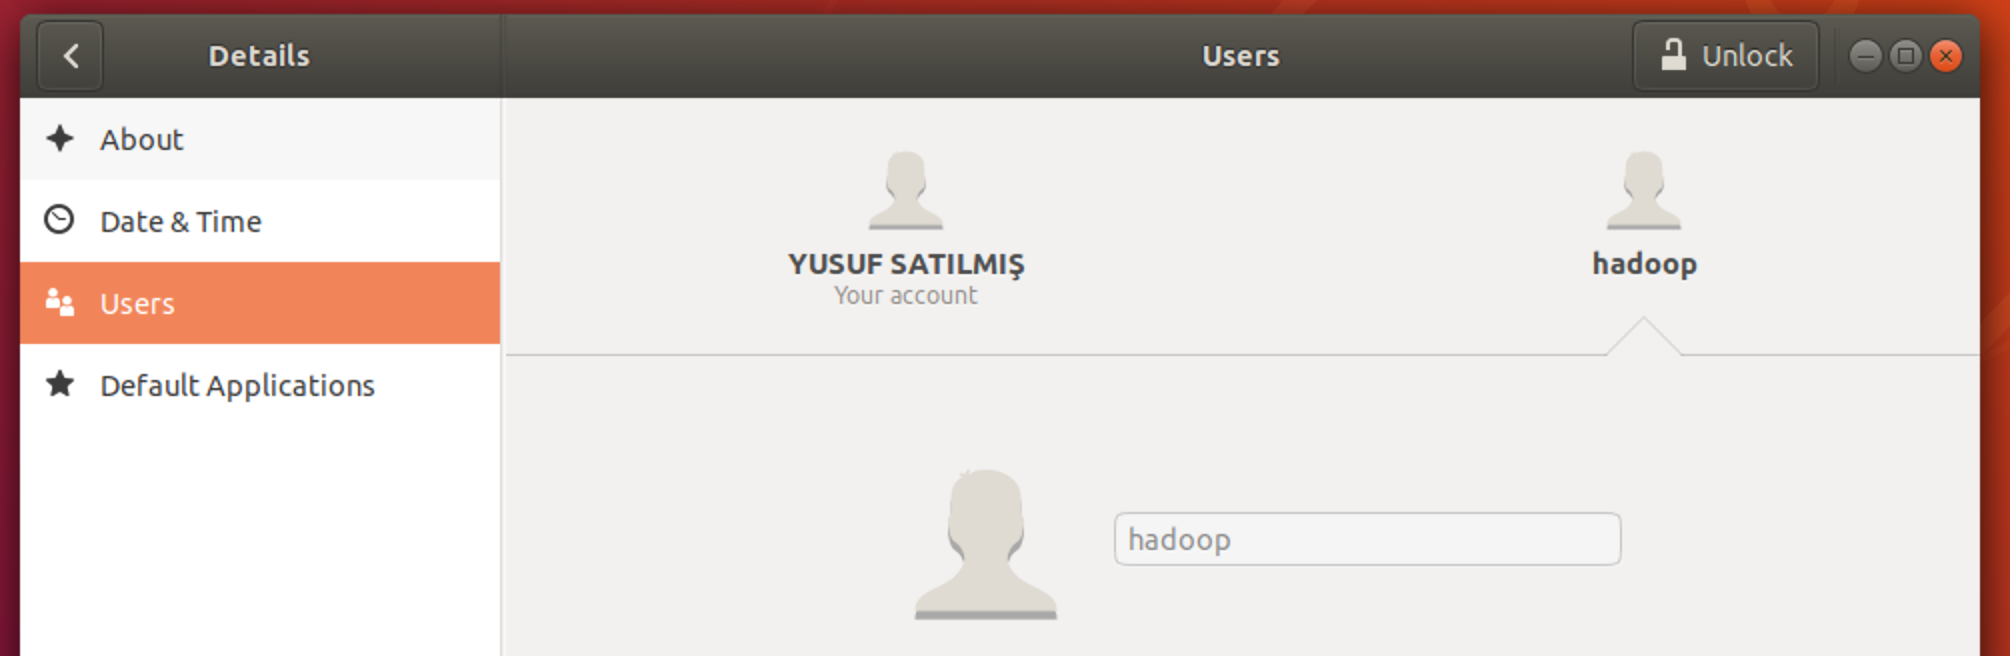 Details
Users
Unlock
About
Date & Time
Users
Default Applications
YUSUF SATILMIŞ
Your account
hadoop
hadoop